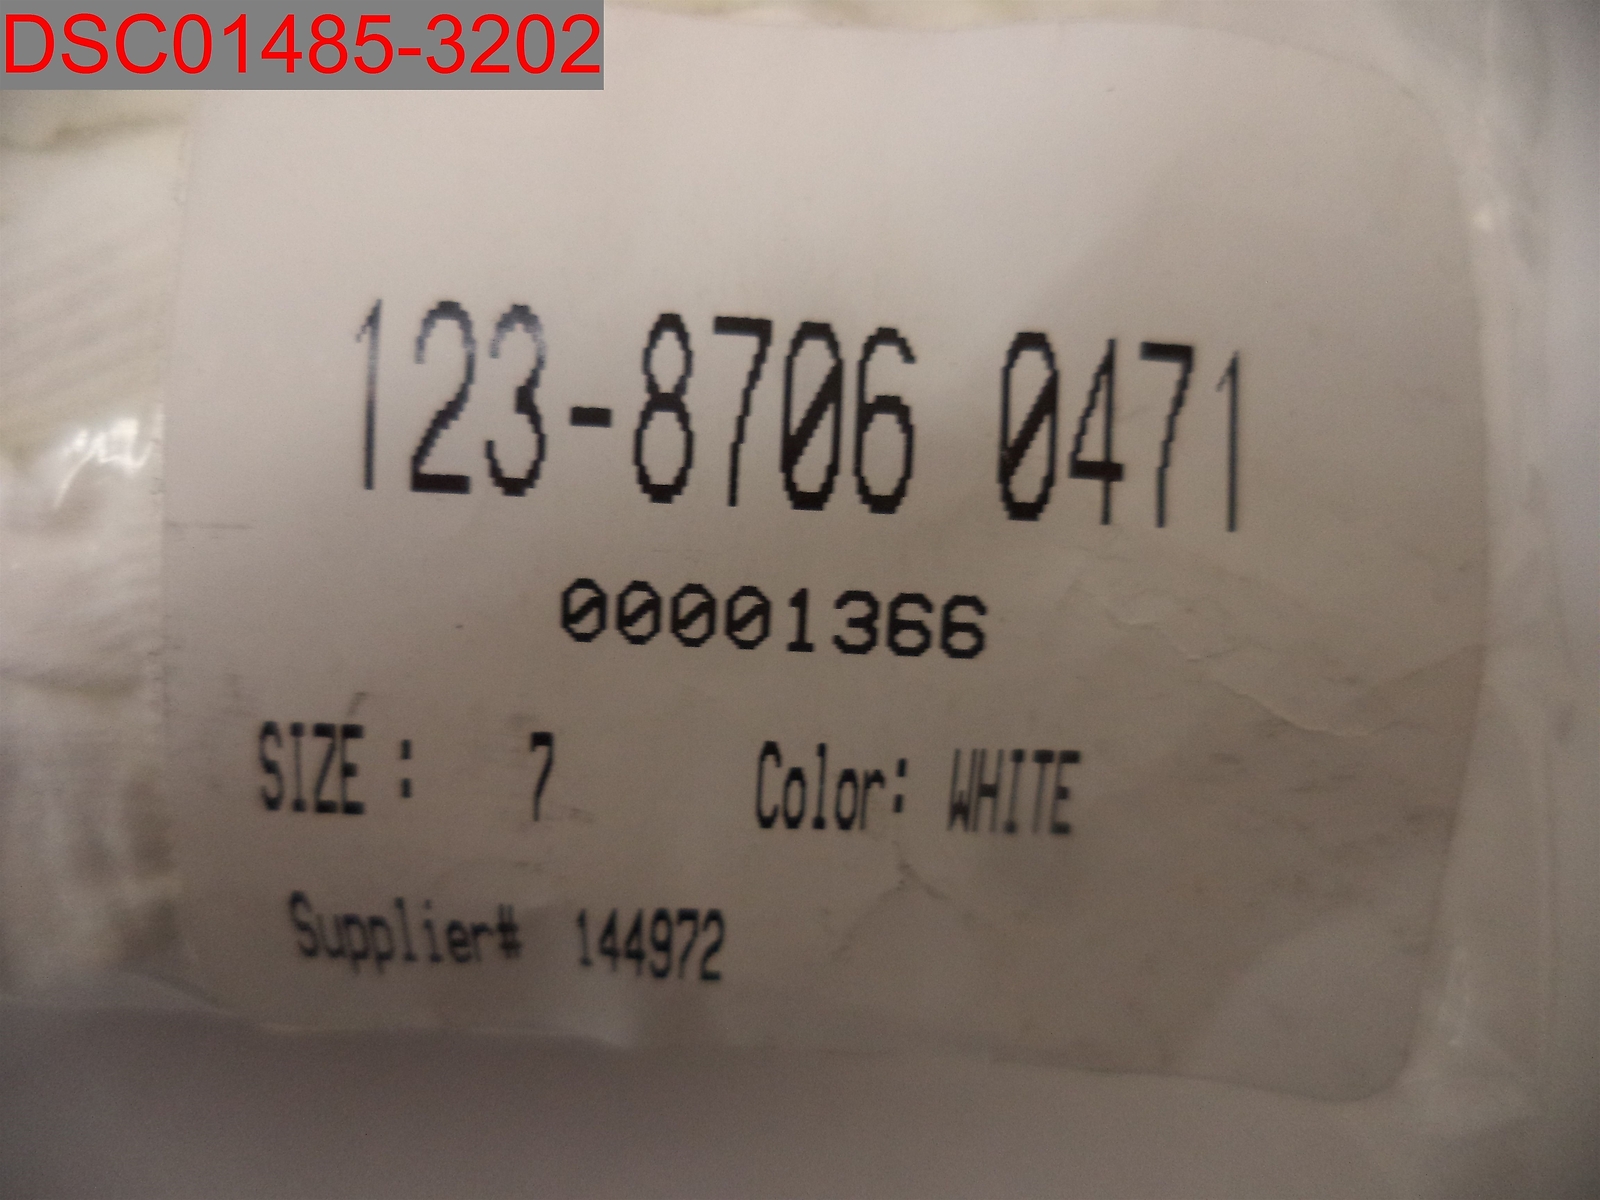 DSC01485-3202
123-8706 0471
00001366
SIZE : 7 Color: WHITE
Supplier# 144972